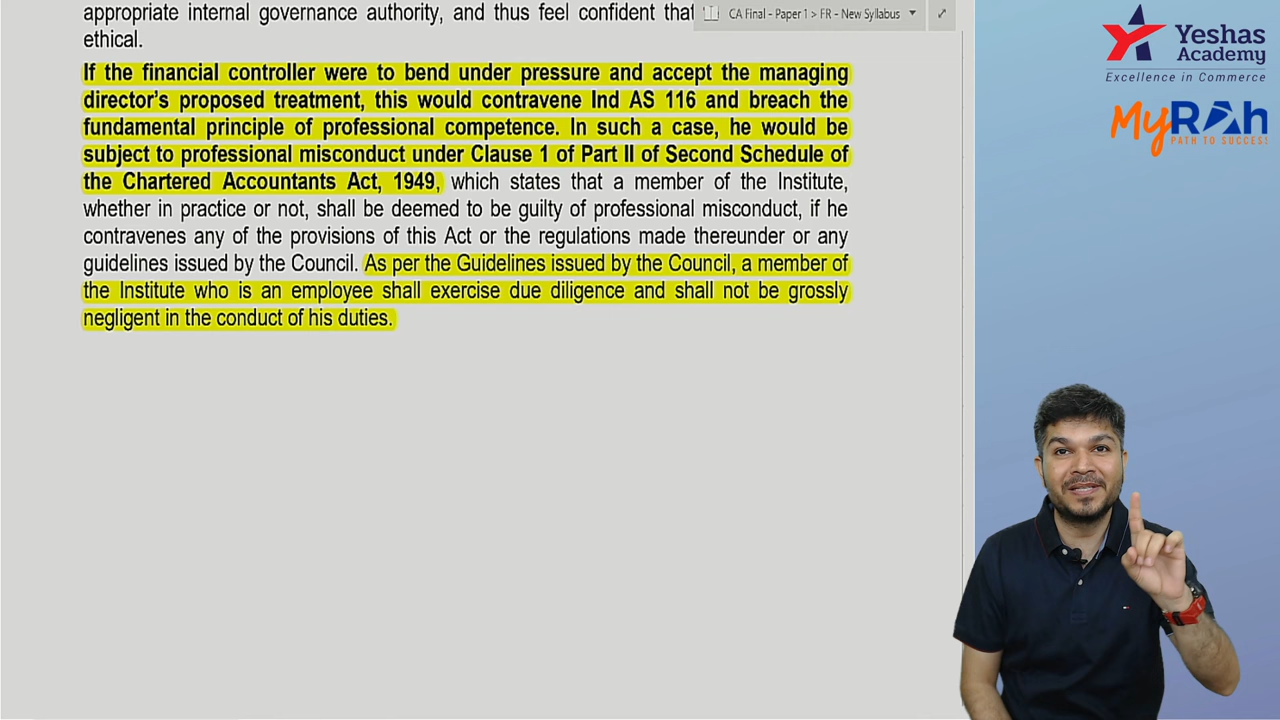 appropriate internal governance authority, and thus feel confident that
CA Final - Paper 1 > FR - New Syllabus
ethical.
If the financial controller were to bend under pressure and accept the managing
director's proposed treatment, this would contravene Ind AS 116 and breach the
fundamental principle of professional competence. In such a case, he would be
subject to professional misconduct under Clause 1 of Part II of Second Schedule of
the Chartered Accountants Act, 1949, which states that a member of the Institute,
whether in practice or not, shall be deemed to be guilty of professional misconduct, if he
contravenes any of the provisions of this Act or the regulations made thereunder or any
guidelines issued by the Council. As per the Guidelines issued by the Council, a member of
the Institute who is an employee shall exercise due diligence and shall not be grossly
negligent in the conduct of his duties.
Yeshas
Academy
Excellence in Commerce
MyRAh
PATH TO SUCCESS